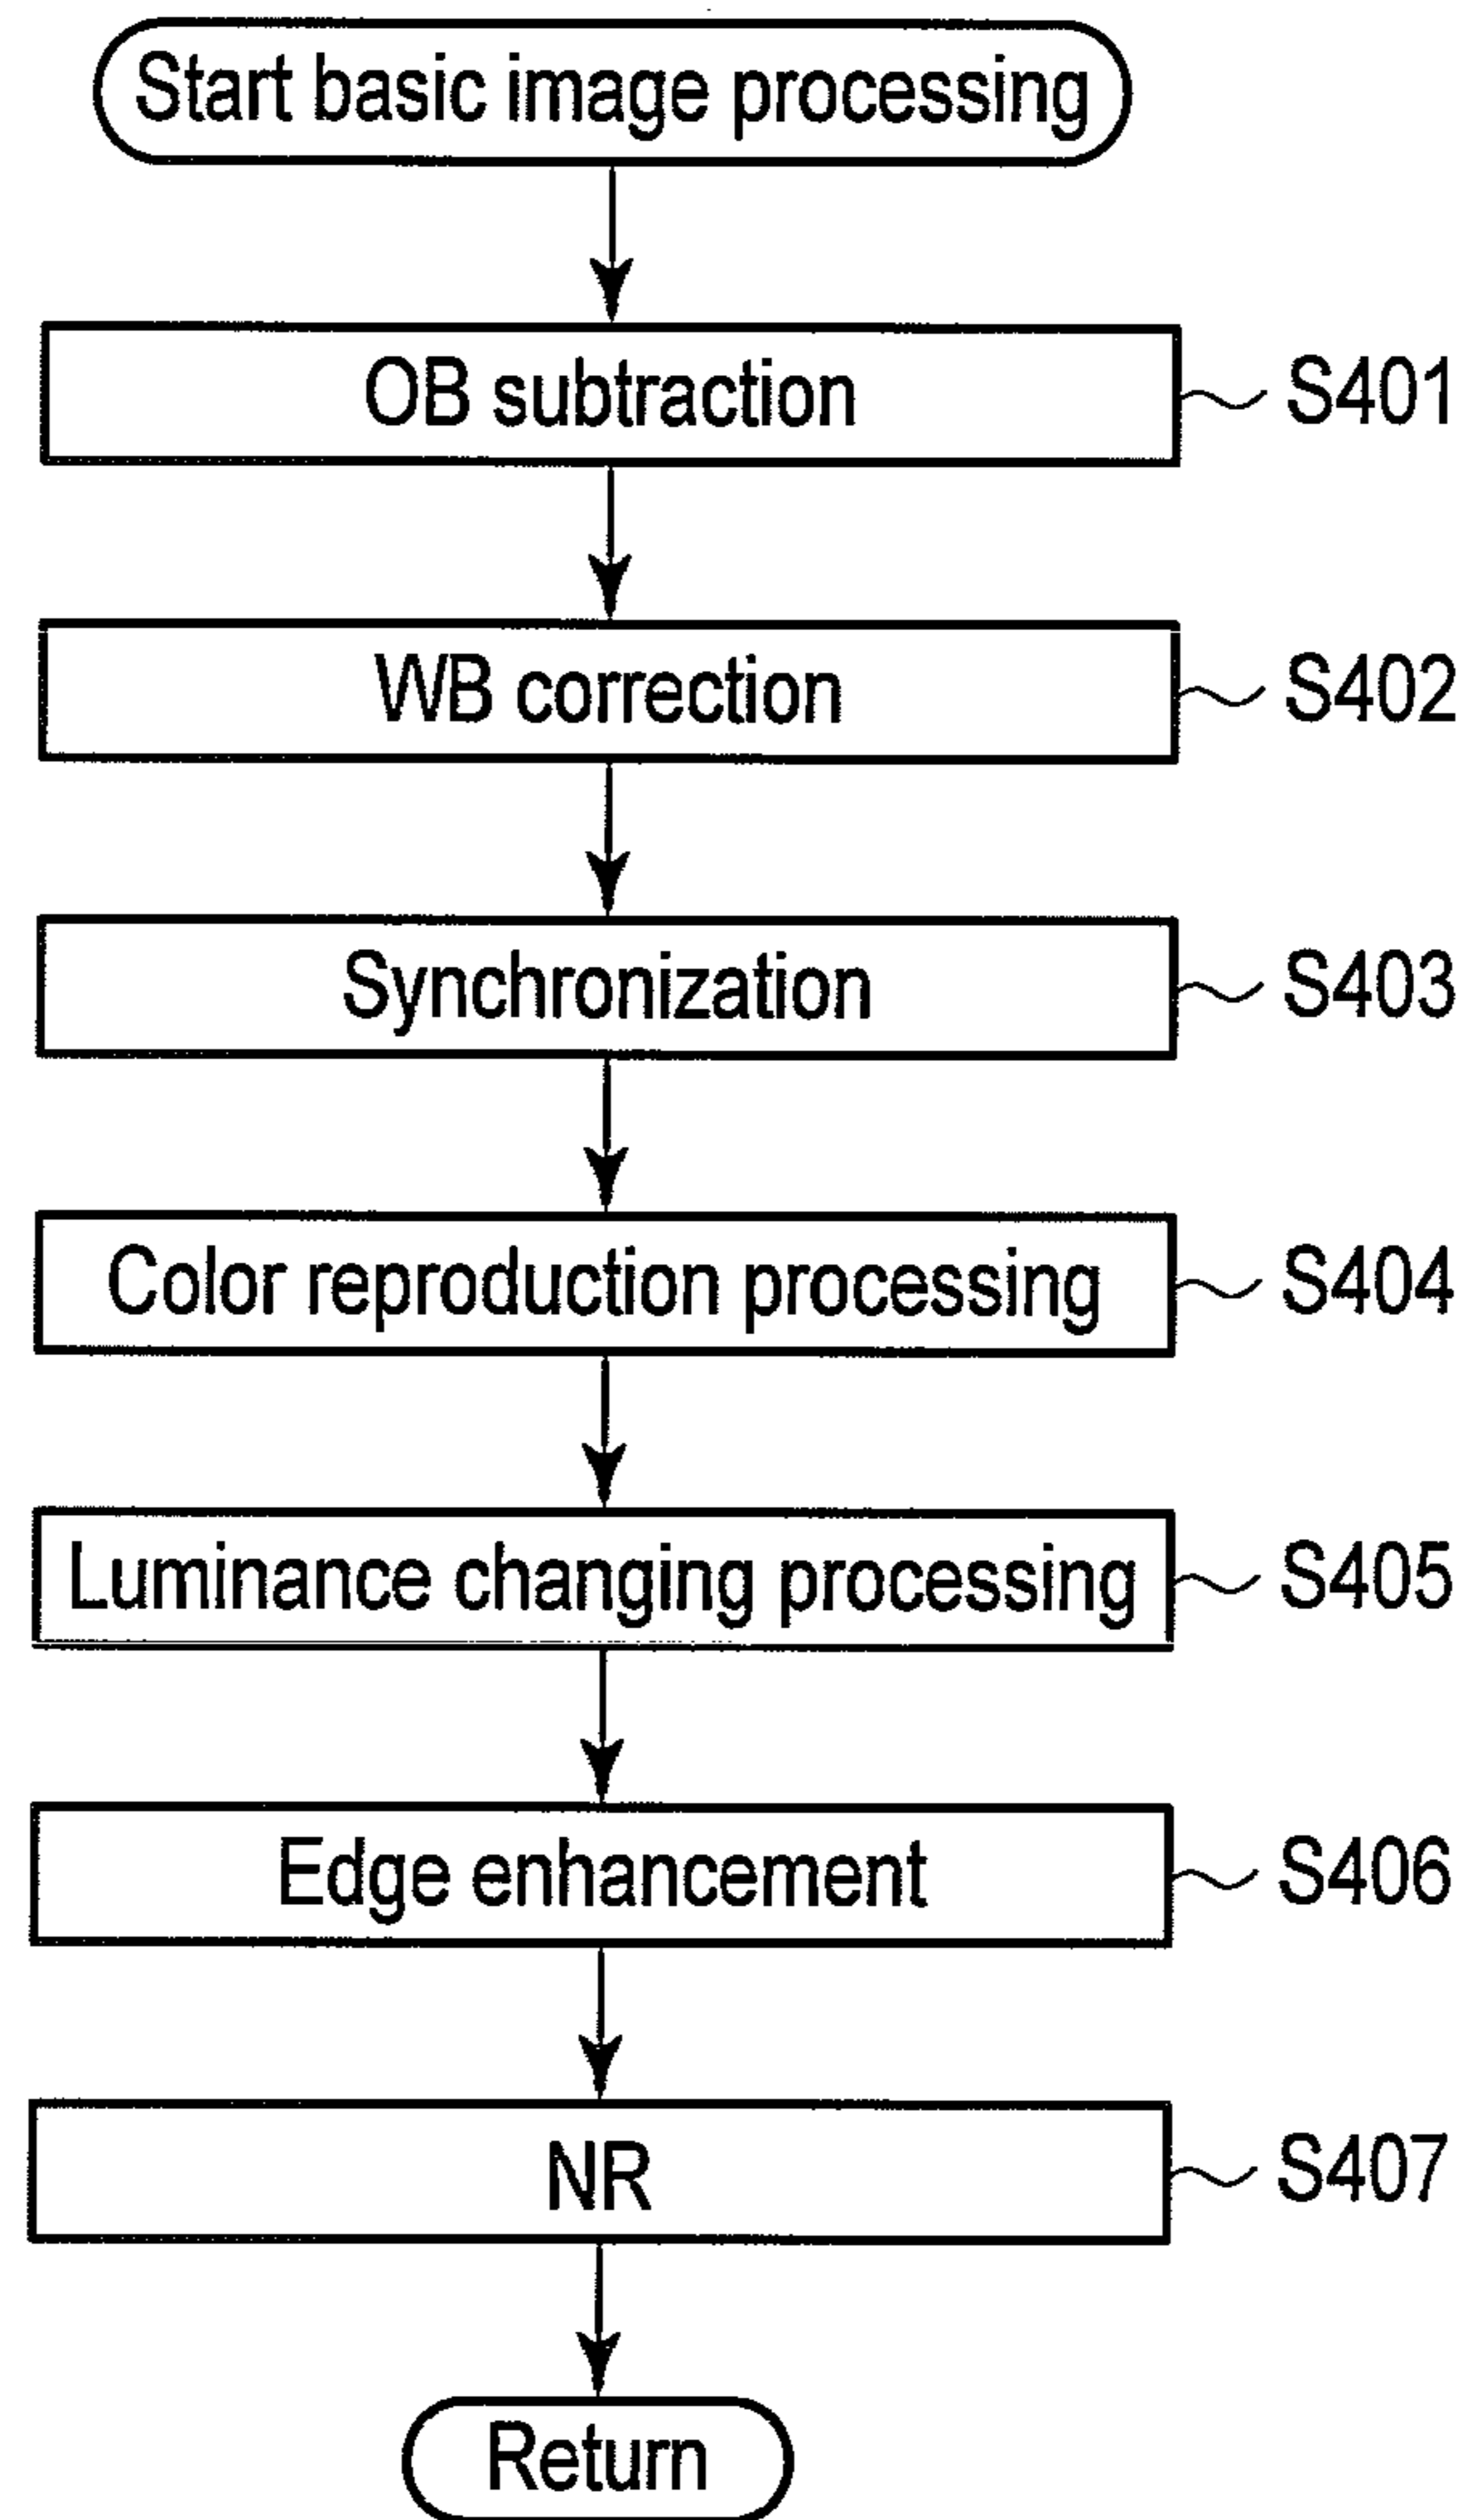 Start basic image processing
OB subtraction S401
WB correction S402
Synchronization S403
Color reproduction processing S404
Luminance changing processing S405
Edge enhancement S406
NR S407
Return